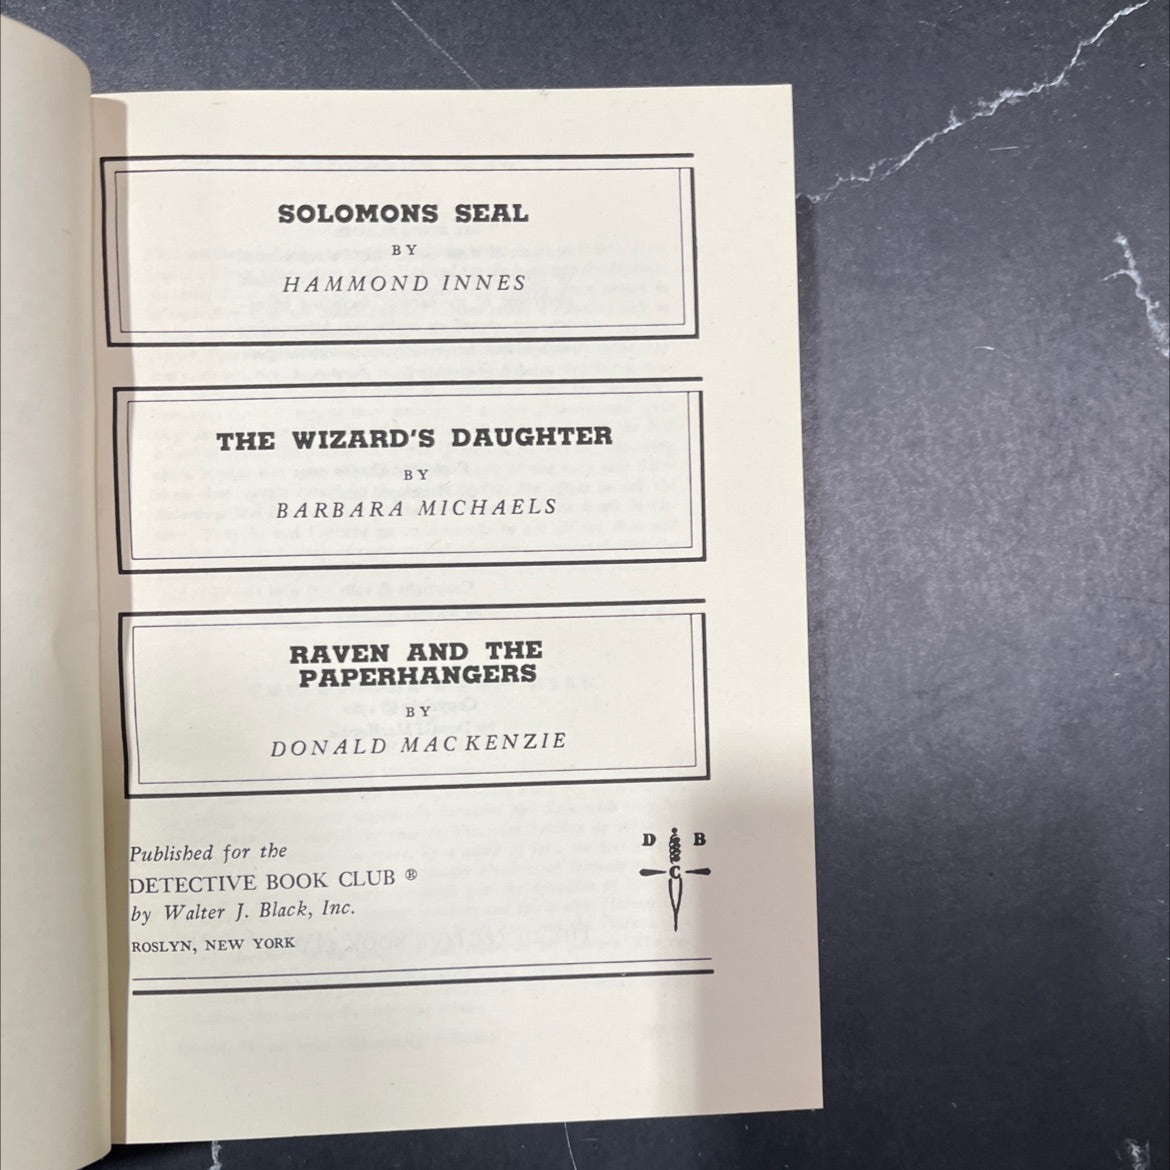 SOLOMONS SEAL
BY
HAMMOND INNES
THE WIZARD'S DAUGHTER
BY
BARBARA MICHAELS
RAVEN AND THE
PAPERHANGERS
BY
DONALD MACKENZIE
Published for the
DETECTIVE BOOK CLUB ®
by Walter J. Black, Inc.
ROSLYN, NEW YORK
D B
C